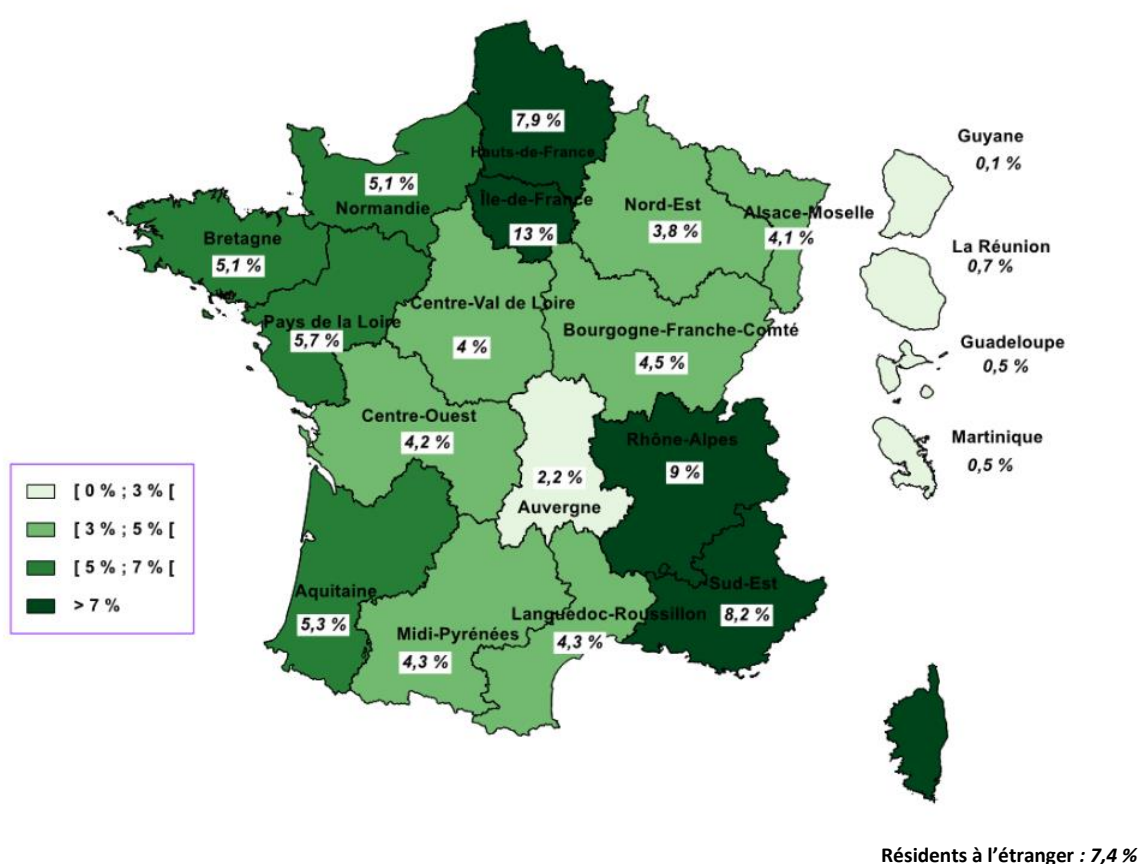 7,9 %
Hauts-de-France
5,1 %
Normandie
Île-de-France
13 %
Nord-Est
3,8 %
Alsace-Moselle
4,1 %
Bretagne
5,1 %
Pays de la Loire
5,7 %
Centre-Val de Loire
4 %
Bourgogne-Franche-Comté
4,5 %
Centre-Ouest
4,2 %
2,2 %
Auvergne
Rhône-Alpes
9 %
Aquitaine
5,3 %
Midi-Pyrénées
4,3 %
Languedoc-Roussillon
4,3 %
Sud-Est
8,2 %
Guyane
0,1 %
La Réunion
0,7 %
Guadeloupe
0,5 %
Martinique
0,5 %
[ 0 % ; 3 % [
[ 3 % ; 5 % [
[ 5 % ; 7 % [
> 7 %
Résidents à l’étranger : 7,4 %